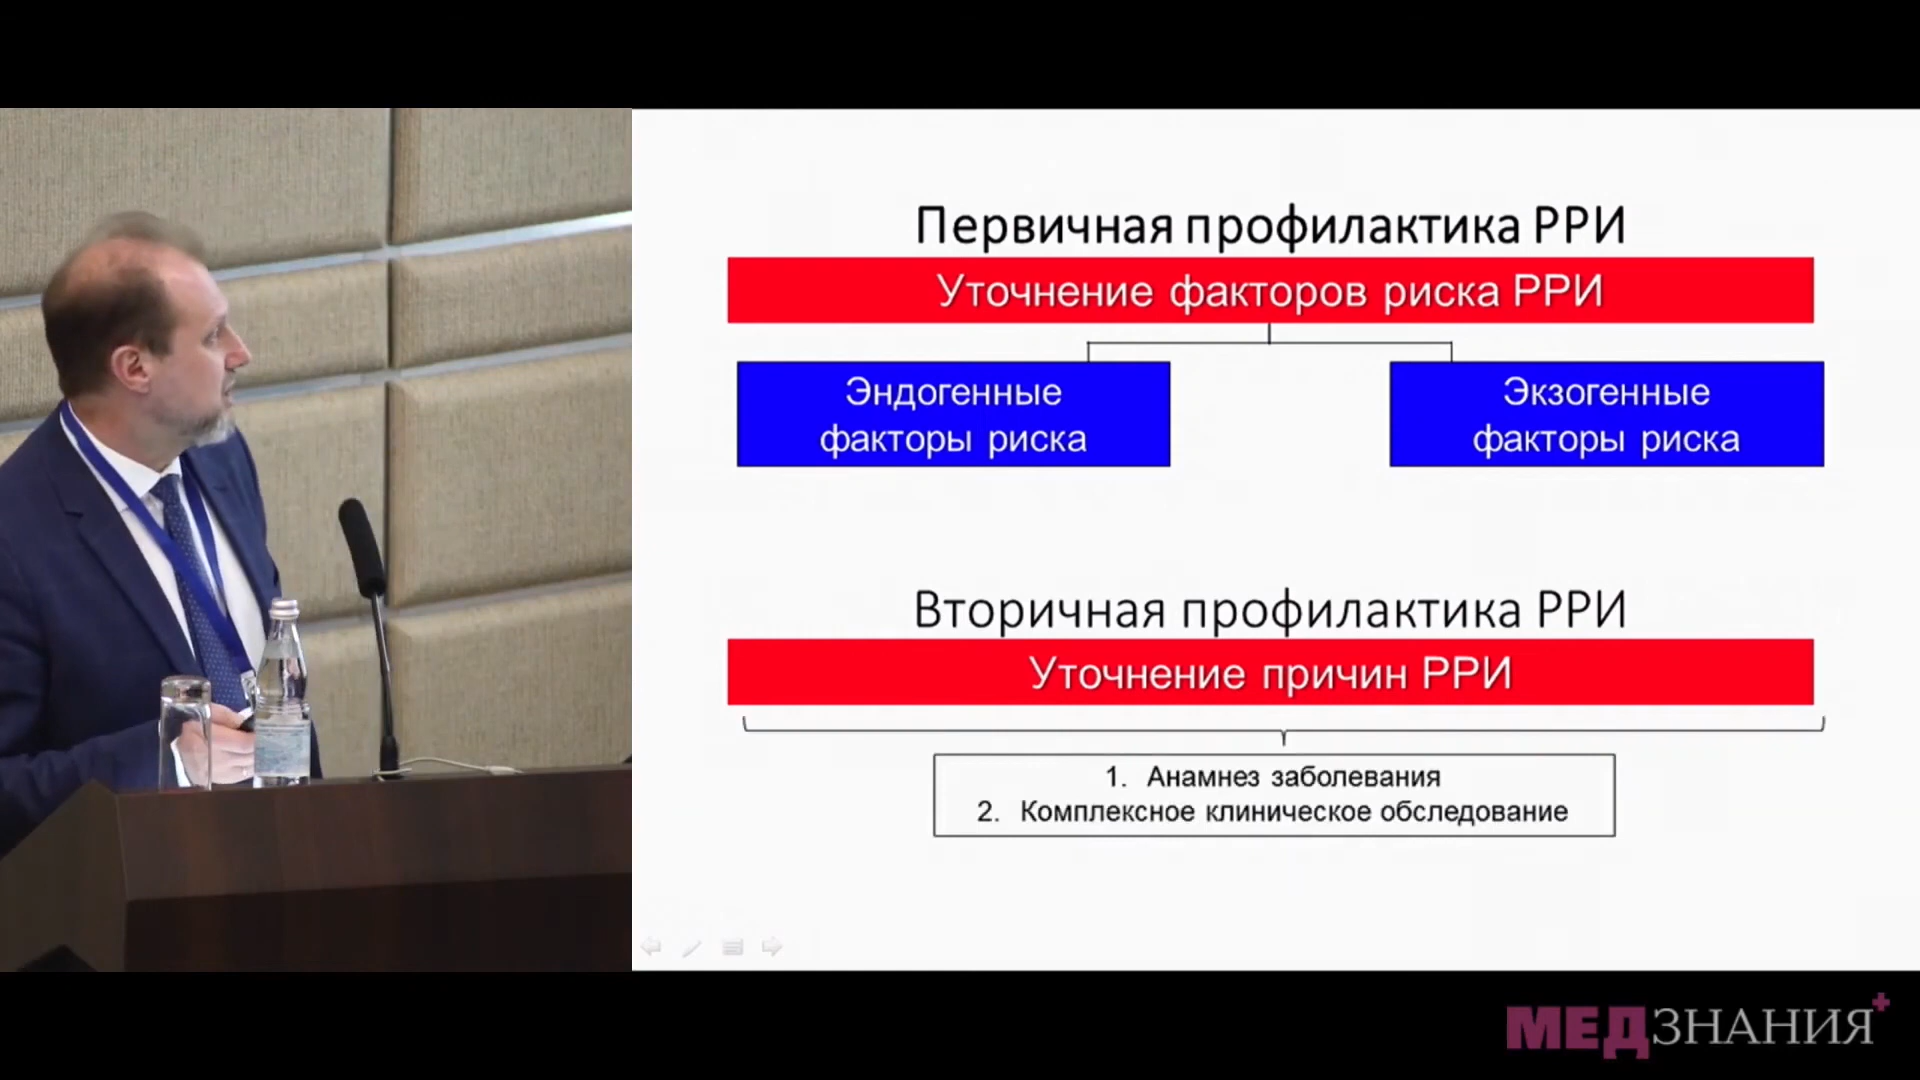 Первичная профилактика РРИ
Уточнение факторов риска РРИ
Эндогенные
факторы риска
Экзогенные
факторы риска
Вторичная профилактика РРИ
Уточнение причин РРИ
1. Анамнез заболевания
2. Комплексное клиническое обследование
МЕДЗНАНИЯ+